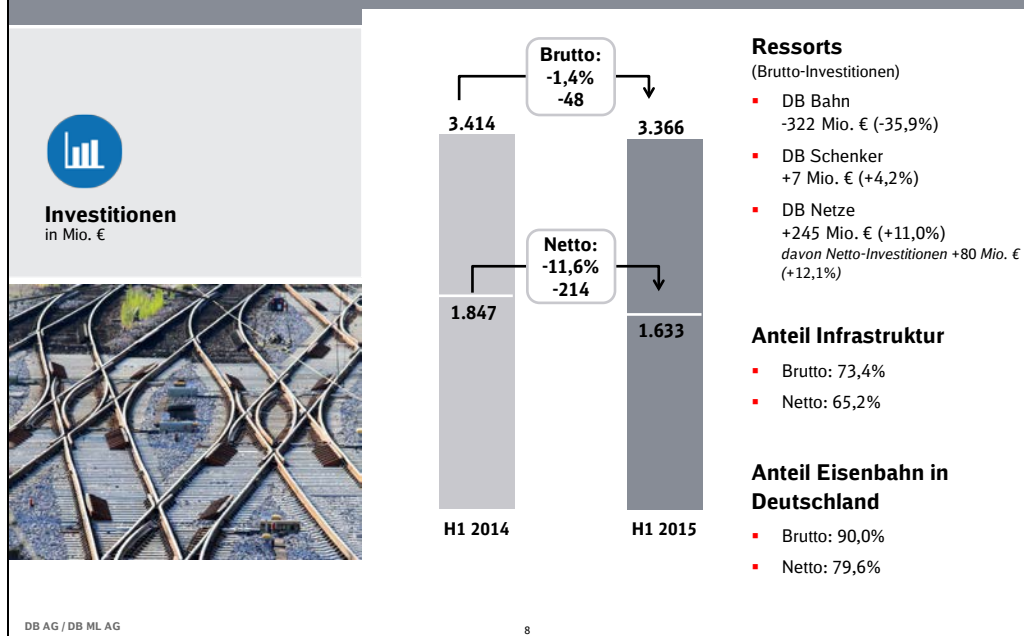 Investitionen
in Mio. €
Brutto:
-1,4%
-48
3.414
3.366
Netto:
-11,6%
-214
1.847
1.633
H1 2014
H1 2015
Ressorts
(Brutto-Investitionen)
DB Bahn
-322 Mio. € (-35,9%)
DB Schenker
+7 Mio. € (+4,2%)
DB Netze
+245 Mio. € (+11,0%)
davon Netto-Investitionen +80 Mio. €
(+12,1%)
Anteil Infrastruktur
Brutto: 73,4%
Netto: 65,2%
Anteil Eisenbahn in
Deutschland
Brutto: 90,0%
Netto: 79,6%
DB AG / DB ML AG
8